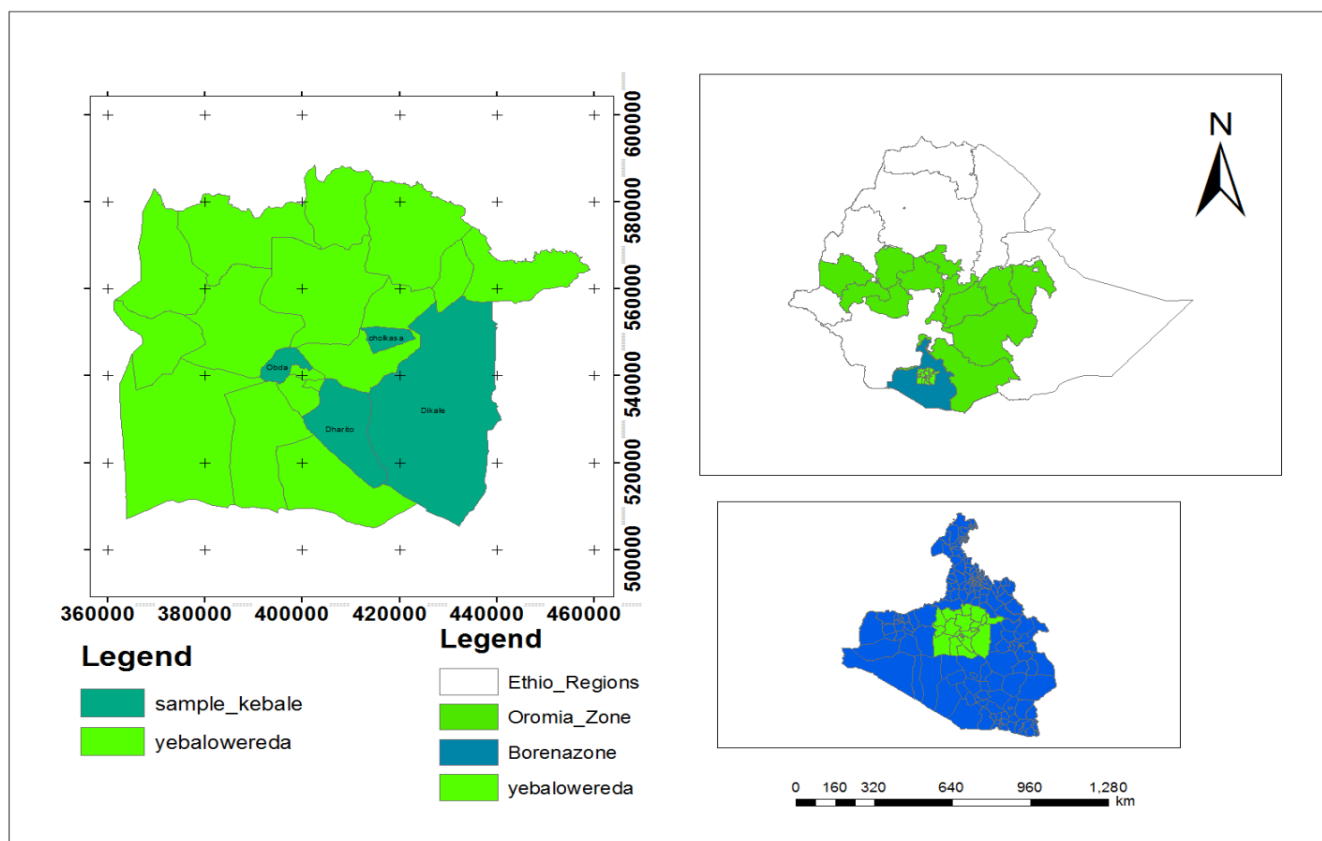 600000
580000
560000
540000
520000
500000
cholkasa
Obda
Dikale
Dharito
360000 380000 400000 420000 440000 460000
Legend
sample_kebale
yebalowereda
Legend
Ethio_Regions
Oromia_Zone
Borenazone
yebalowereda
N
0 160 320 640 960 1,280
km